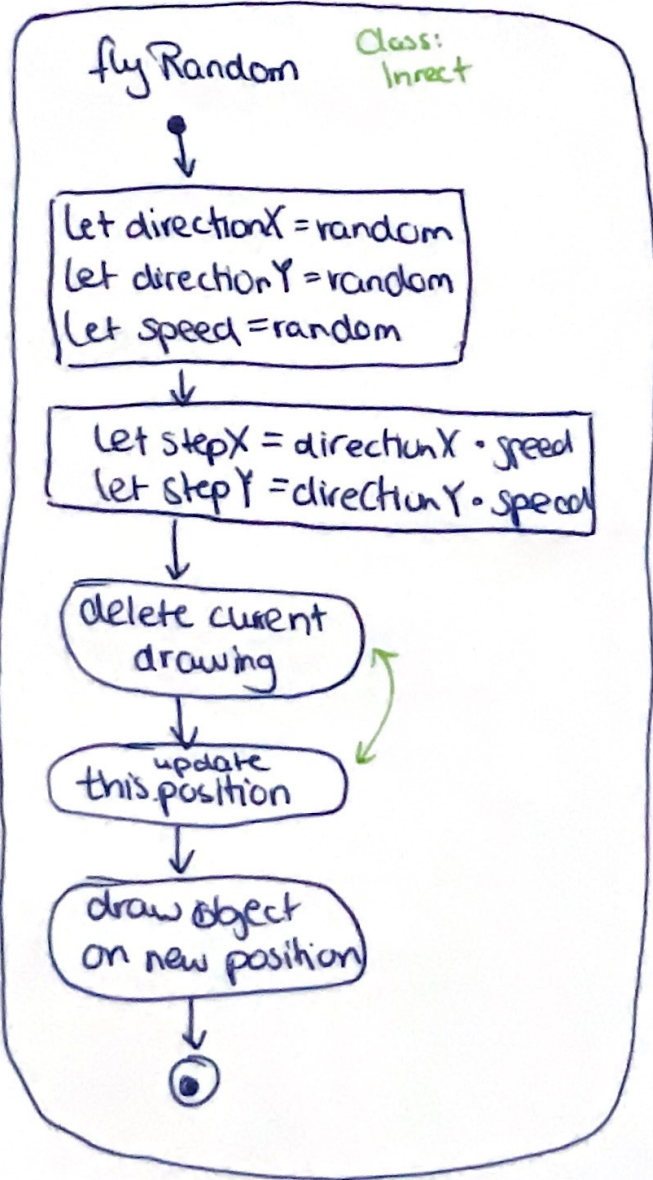 flyRandom
Class:
Insect
let directionX = random
let directionY = random
let speed = random
let stepX = directionX • speed
let stepY = directionY • speed
delete current
drawing
update
this.position
draw object
on new position